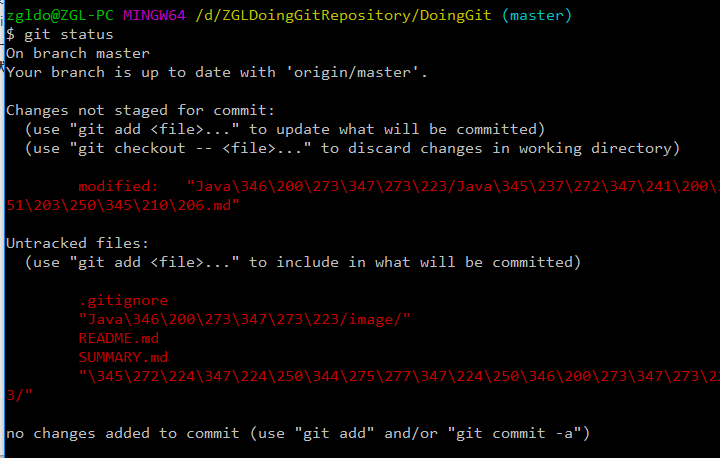 zgldo@ZGL-PC MINGW64 /d/ZGLDoingGitRepository/DoingGit (master)
$ git status
On branch master
Your branch is up to date with 'origin/master'.
Changes not staged for commit:
  (use "git add <file>..." to update what will be committed)
  (use "git checkout -- <file>..." to discard changes in working directory)
        modified:   "Java\346\200\273\347\273\223/Java\345\237\272\347\241\200\
51\203\250\345\210\206.md"
Untracked files:
  (use "git add <file>..." to include in what will be committed)
        .gitignore
        "Java\346\200\273\347\273\223/image/"
        README.md
        SUMMARY.md
        "\345\272\224\347\224\250\344\275\277\347\224\250\346\200\273\347\273\22
3/"
no changes added to commit (use "git add" and/or "git commit -a")